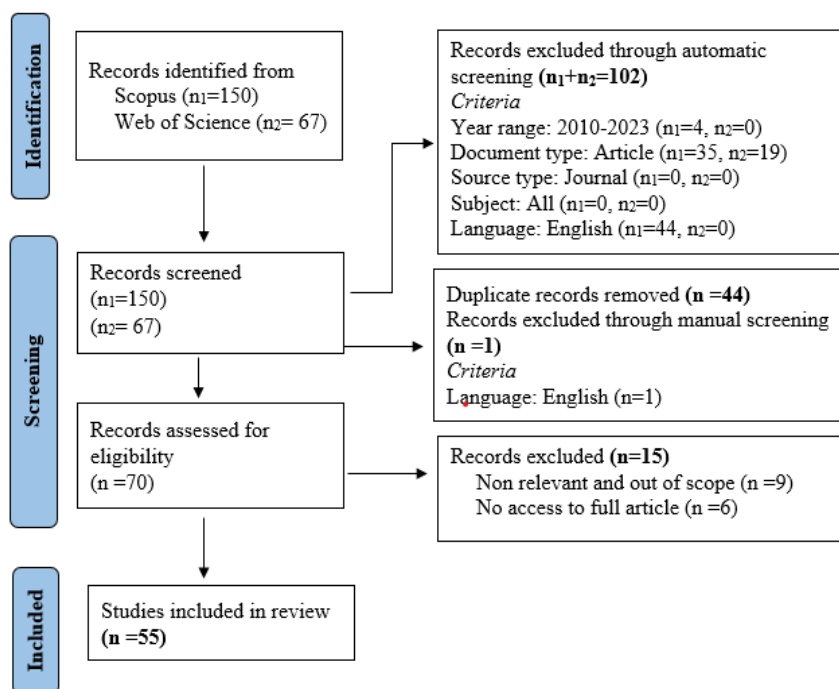 Identification
Records identified from
Scopus (n₁=150)
Web of Science (n₂= 67)
Records excluded through automatic
screening (n₁+n₂=102)
Criteria
Year range: 2010-2023 (n₁=4, n₂=0)
Document type: Article (n₁=35, n₂=19)
Source type: Journal (n₁=0, n₂=0)
Subject: All (n₁=0, n₂=0)
Language: English (n₁=44, n₂=0)
Screening
Records screened
(n₁=150)
(n₂= 67)
Duplicate records removed (n =44)
Records excluded through manual screening
(n =1)
Criteria
Language: English (n=1)
Records assessed for
eligibility
(n =70)
Records excluded (n=15)
Non relevant and out of scope (n =9)
No access to full article (n =6)
Included
Studies included in review
(n =55)